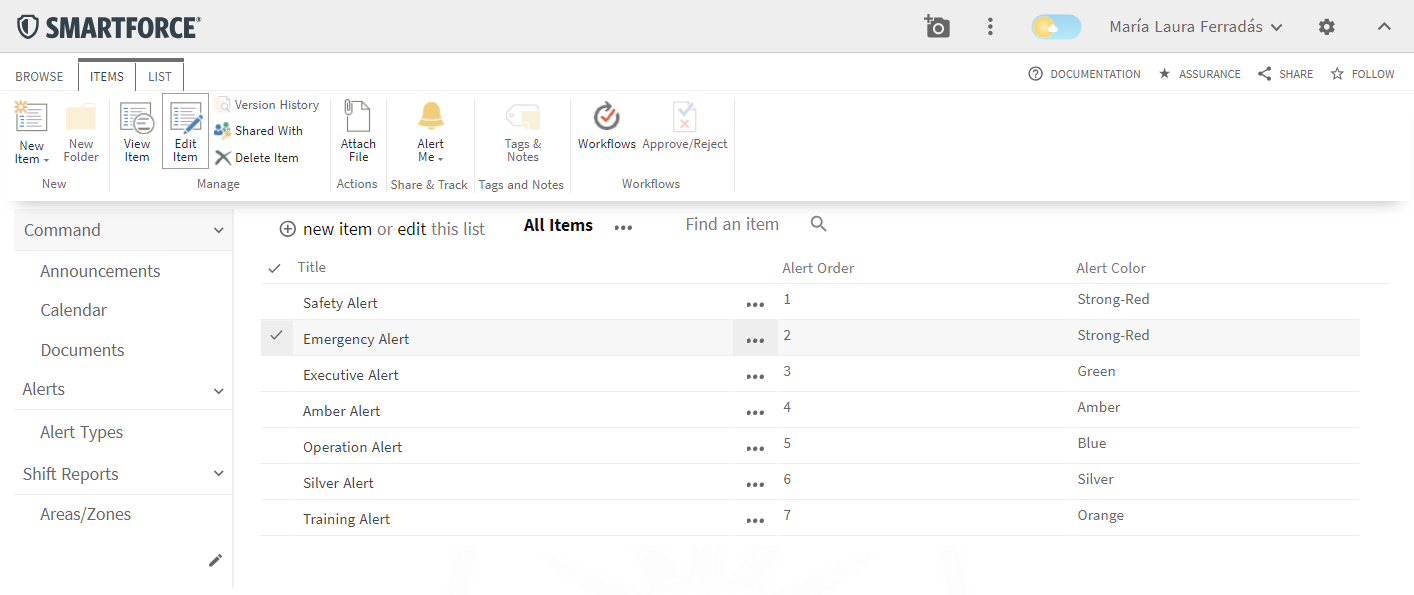 SMARTFORCE®
María Laura Ferradás
BROWSE ITEMS LIST
DOCUMENTATION ASSURANCE SHARE FOLLOW
New Item
New Folder
New
View Item
Edit Item
Version History
Shared With
Delete Item
Manage
Attach File
Actions
Alert Me
Share & Track
Tags & Notes
Tags and Notes
Workflows
Approve/Reject
Workflows
Command
Announcements
Calendar
Documents
Alerts
Alert Types
Shift Reports
Areas/Zones
new item or edit this list
All Items ...
Find an item
Title Alert Order Alert Color
Safety Alert ... 1 Strong-Red
Emergency Alert ... 2 Strong-Red
Executive Alert ... 3 Green
Amber Alert ... 4 Amber
Operation Alert ... 5 Blue
Silver Alert ... 6 Silver
Training Alert ... 7 Orange